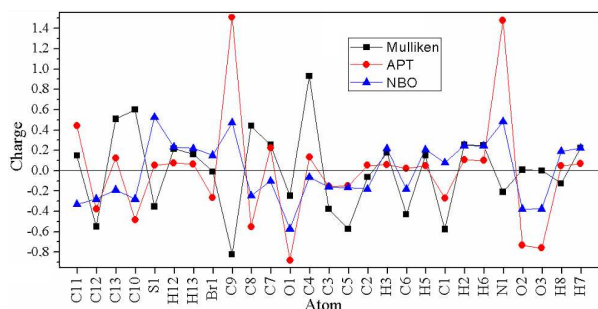 Mulliken
APT
NBO
Charge
1.4
1.2
1.0
0.8
0.6
0.4
0.2
0.0
-0.2
-0.4
-0.6
-0.8
C11
C12
C13
C10
S1
H12
H13
Br1
C9
C8
C7
O1
C4
C3
C5
C2
H3
C6
H5
C1
H2
H6
N1
O2
O3
H8
H7
Atom